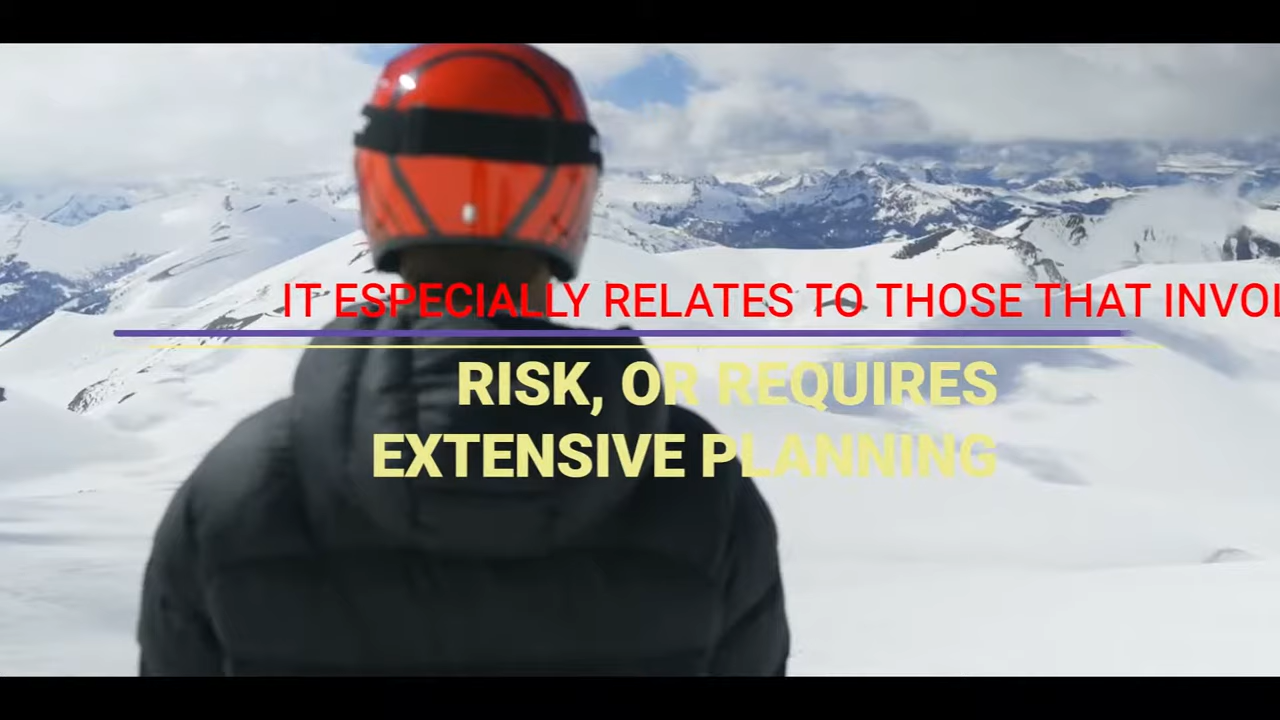 IT ESPECIALLY RELATES TO THOSE THAT INVOL
RISK, OR REQUIRES
EXTENSIVE PLANNING